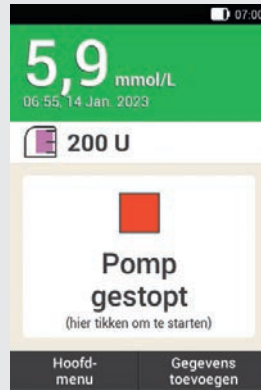 07:00
5,9 mmol/L
06:55, 14 Jan. 2023
200 U
Pomp
gestopt
(hier tikken om te starten)
Hoofd-
menu
Gegevens
toevoegen